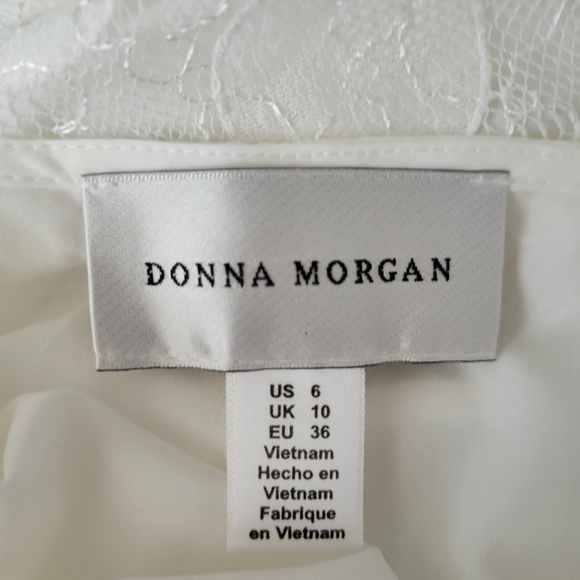 DONNA MORGAN
US 6
UK 10
EU 36
Vietnam
Hecho en
Vietnam
Fabrique
en Vietnam